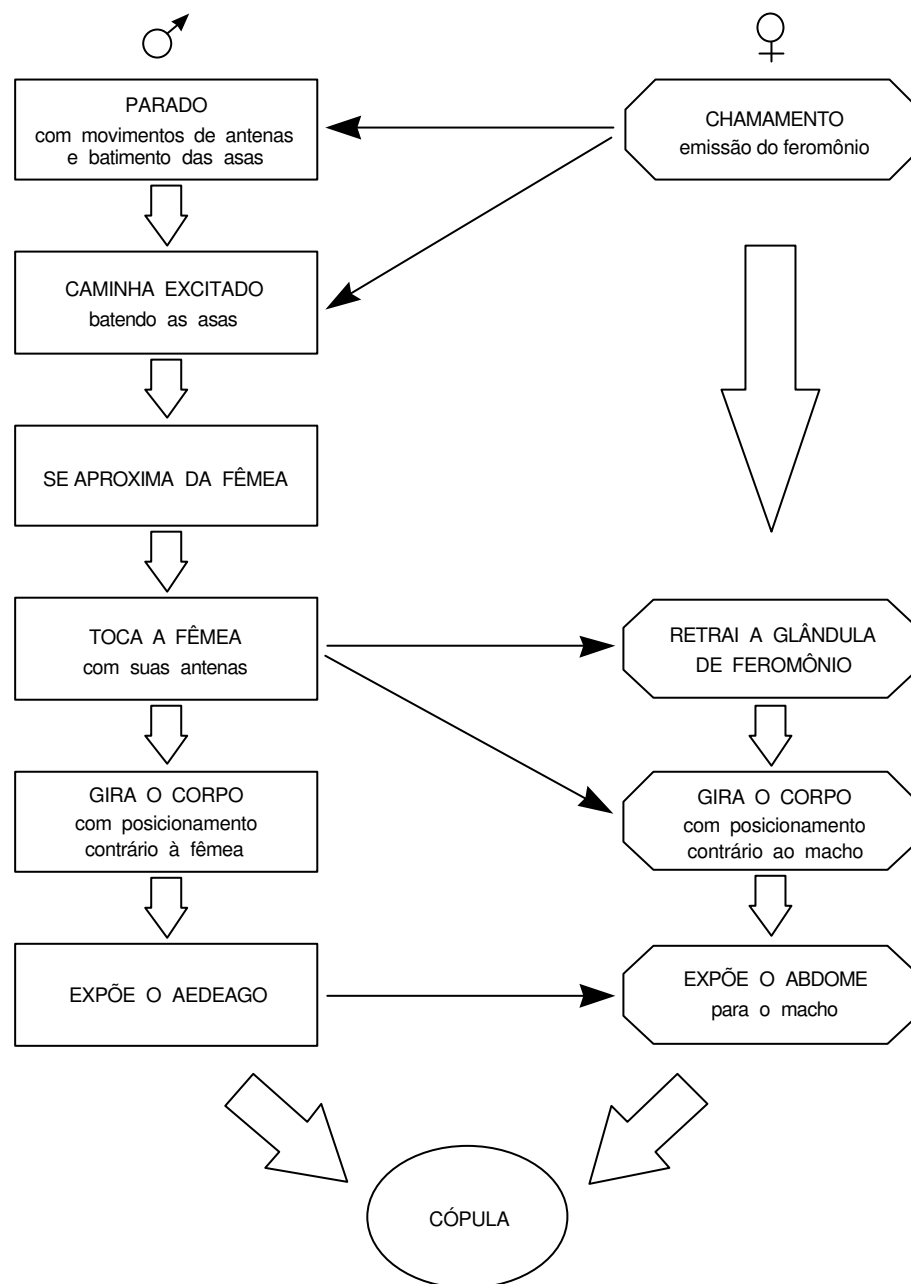 PARADO
com movimentos de antenas
e batimento das asas
CHAMAMENTO
emissão do feromônio
CAMINHA EXCITADO
batendo as asas
SE APROXIMA DA FÊMEA
TOCA A FÊMEA
com suas antenas
RETRAI A GLÂNDULA
DE FEROMÔNIO
GIRA O CORPO
com posicionamento
contrário à fêmea
GIRA O CORPO
com posicionamento
contrário ao macho
EXPÕE O AEDEAGO
EXPÕE O ABDOME
para o macho
CÓPULA